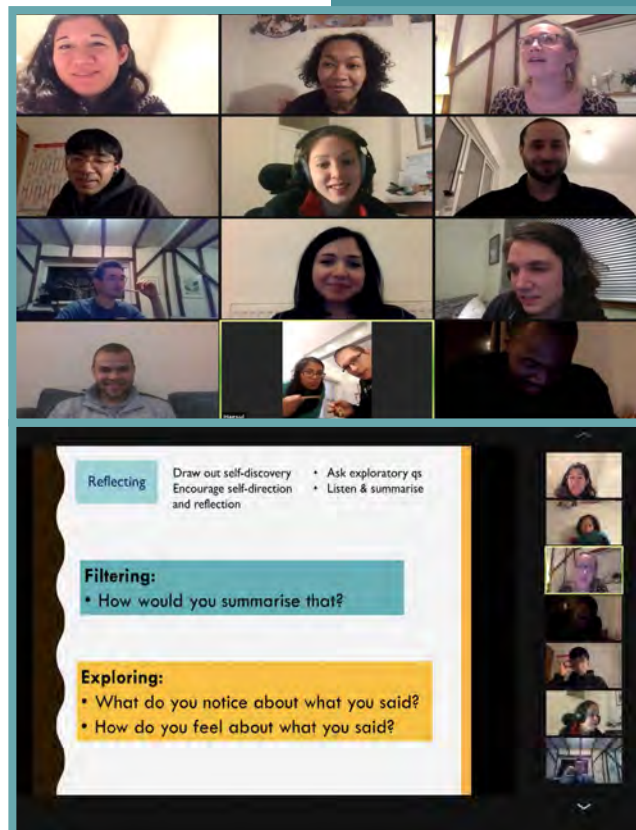 Reflecting
Draw out self-discovery
Encourage self-direction
and reflection
• Ask exploratory qs
• Listen & summarise
Filtering:
• How would you summarise that?
Exploring:
• What do you notice about what you said?
• How do you feel about what you said?